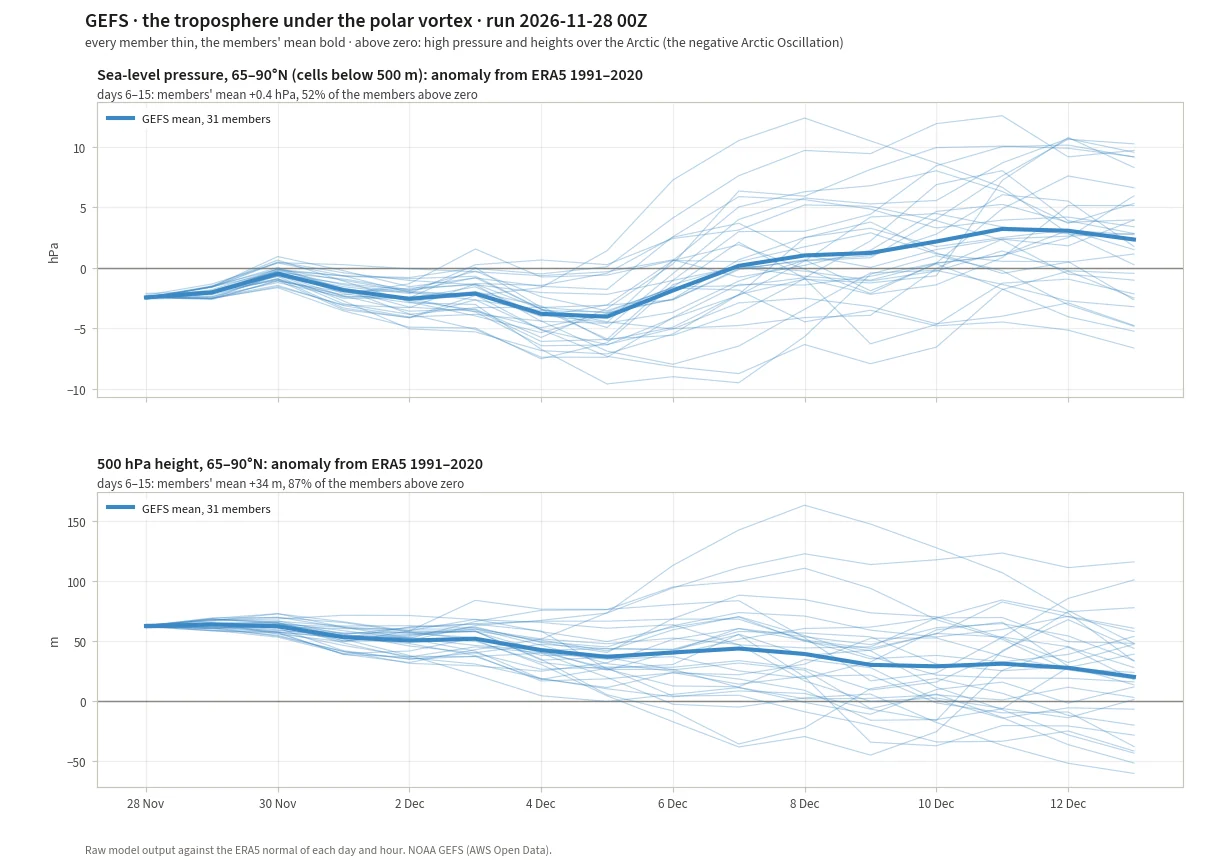 GEFS · the troposphere under the polar vortex · run 2026-11-28 00Z
every member thin, the members' mean bold · above zero: high pressure and heights over the Arctic (the negative Arctic Oscillation)
Sea-level pressure, 65–90°N (cells below 500 m): anomaly from ERA5 1991–2020
days 6–15: members' mean +0.4 hPa, 52% of the members above zero
GEFS mean, 31 members
10
5
0
−5
−10
hPa
500 hPa height, 65–90°N: anomaly from ERA5 1991–2020
days 6–15: members' mean +34 m, 87% of the members above zero
GEFS mean, 31 members
150
100
50
0
−50
m
28 Nov
30 Nov
2 Dec
4 Dec
6 Dec
8 Dec
10 Dec
12 Dec
Raw model output against the ERA5 normal of each day and hour. NOAA GEFS (AWS Open Data).